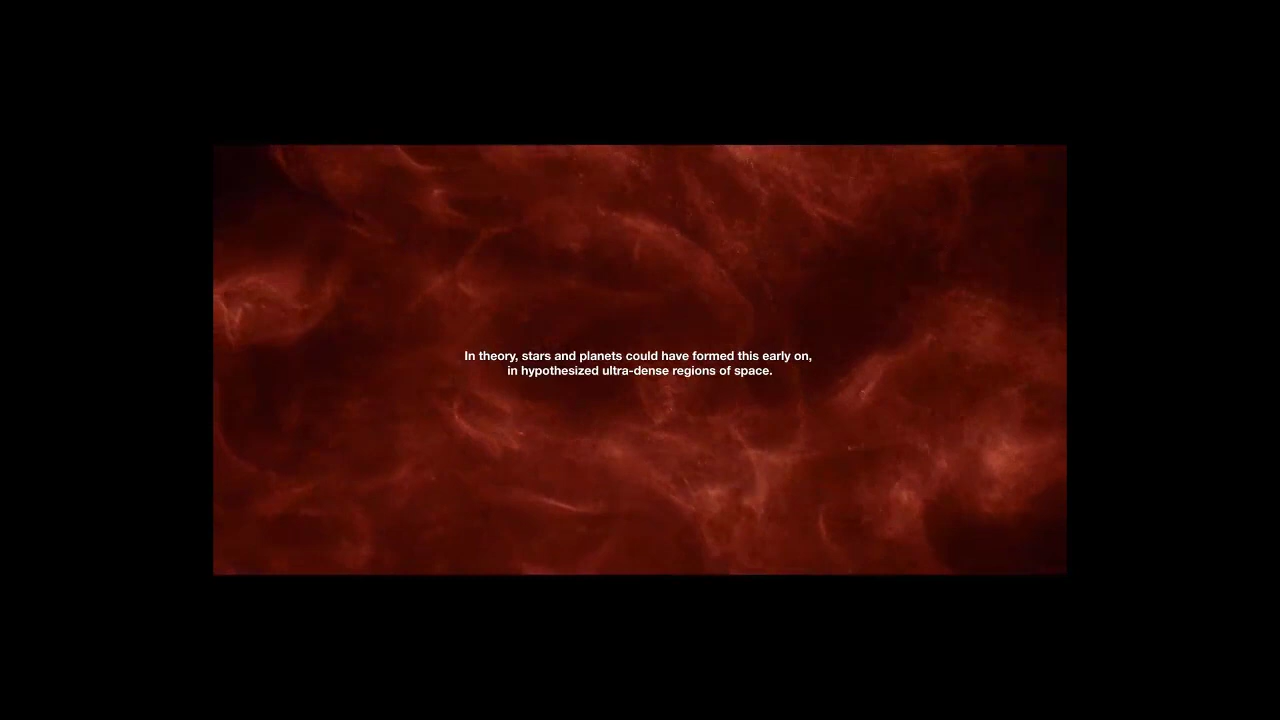 In theory, stars and planets could have formed this early on,
in hypothesized ultra-dense regions of space.